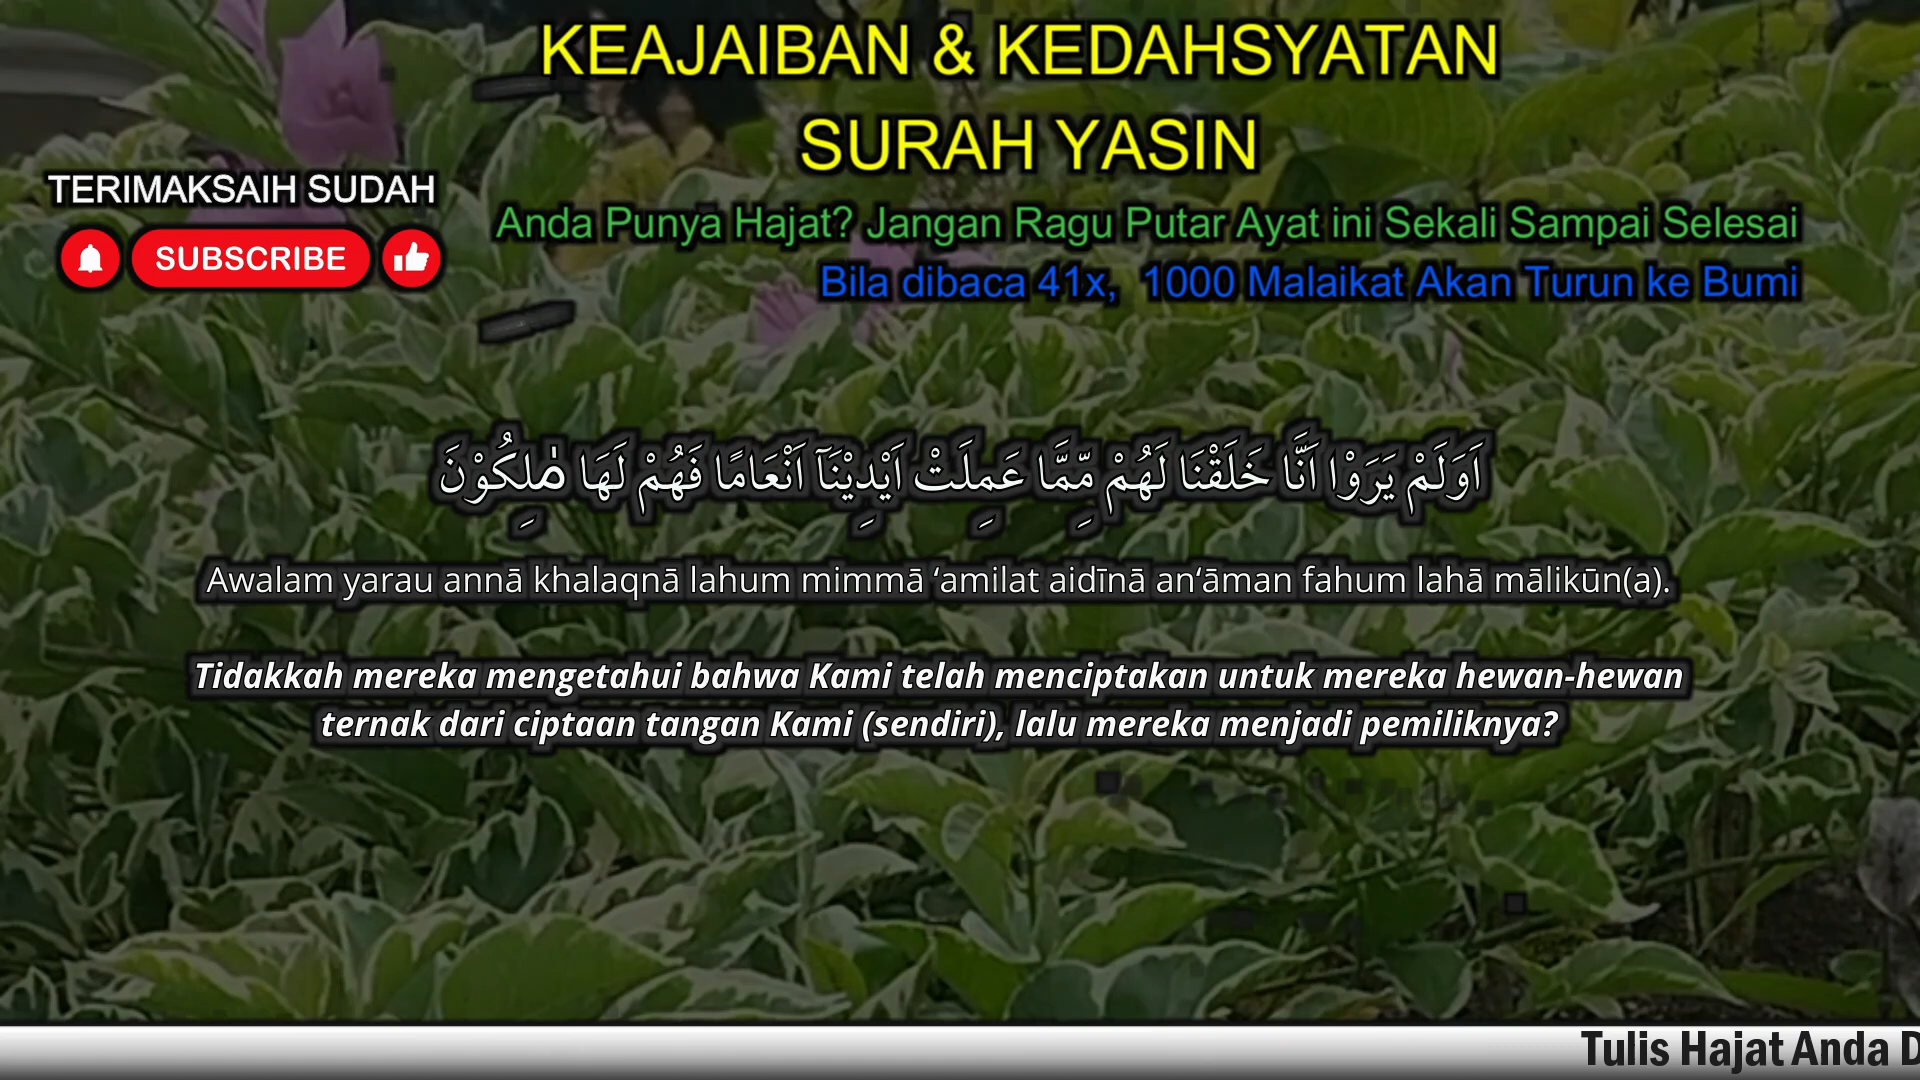 KEAJAIBAN & KEDAHSYATAN
SURAH YASIN
TERIMAKSAIH SUDAH
SUBSCRIBE
Anda Punya Hajat? Jangan Ragu Putar Ayat ini Sekali Sampai Selesai
Bila dibaca 41x, 1000 Malaikat Akan Turun ke Bumi
اَوَلَمْ يَرَوْا اَنَّا خَلَقْنَا لَهُمْ مِّمَّا عَمِلَتْ اَيْدِيْنَآ اَنْعَامًا فَهُمْ لَهَا مٰلِكُوْنَ
Awalam yarau annā khalaqnā lahum mimmā ‘amilat aidīnā an‘āman fahum lahā mālikūn(a).
Tidakkah mereka mengetahui bahwa Kami telah menciptakan untuk mereka hewan-hewan
ternak dari ciptaan tangan Kami (sendiri), lalu mereka menjadi pemiliknya?
Tulis Hajat Anda D